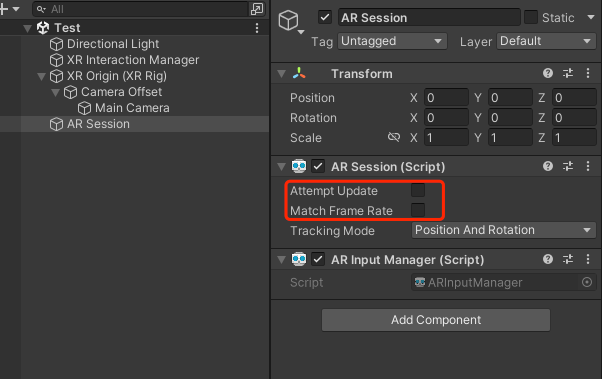 All
Test
Directional Light
XR Interaction Manager
XR Origin (XR Rig)
Camera Offset
Main Camera
AR Session
AR Session Static
Tag Untagged Layer Default
Transform
Position X 0 Y 0 Z 0
Rotation X 0 Y 0 Z 0
Scale X 1 Y 1 Z 1
AR Session (Script)
Attempt Update
Match Frame Rate
Tracking Mode Position And Rotation
AR Input Manager (Script)
Script ARInputManager
Add Component